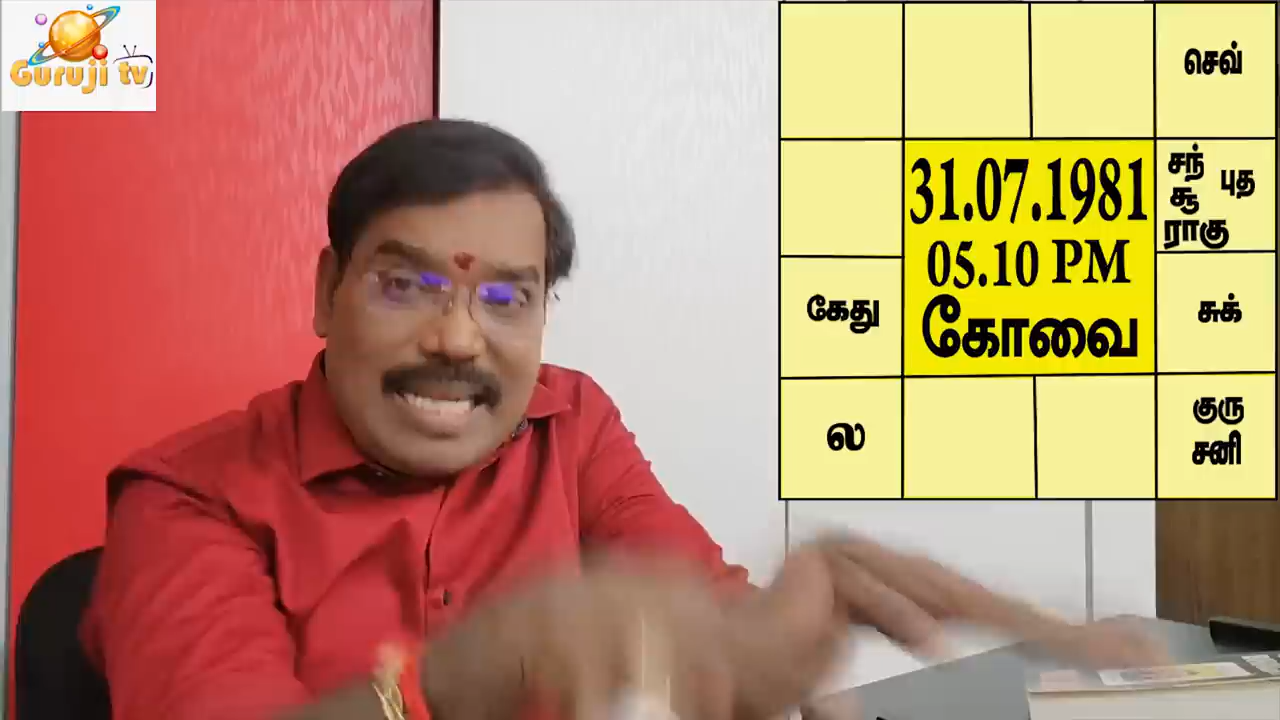 Guruji tv
செவ்
31.07.1981
05.10 PM
கோவை
சந்
சூ புத
ராகு
கேது
சுக்
ல
குரு
சனி